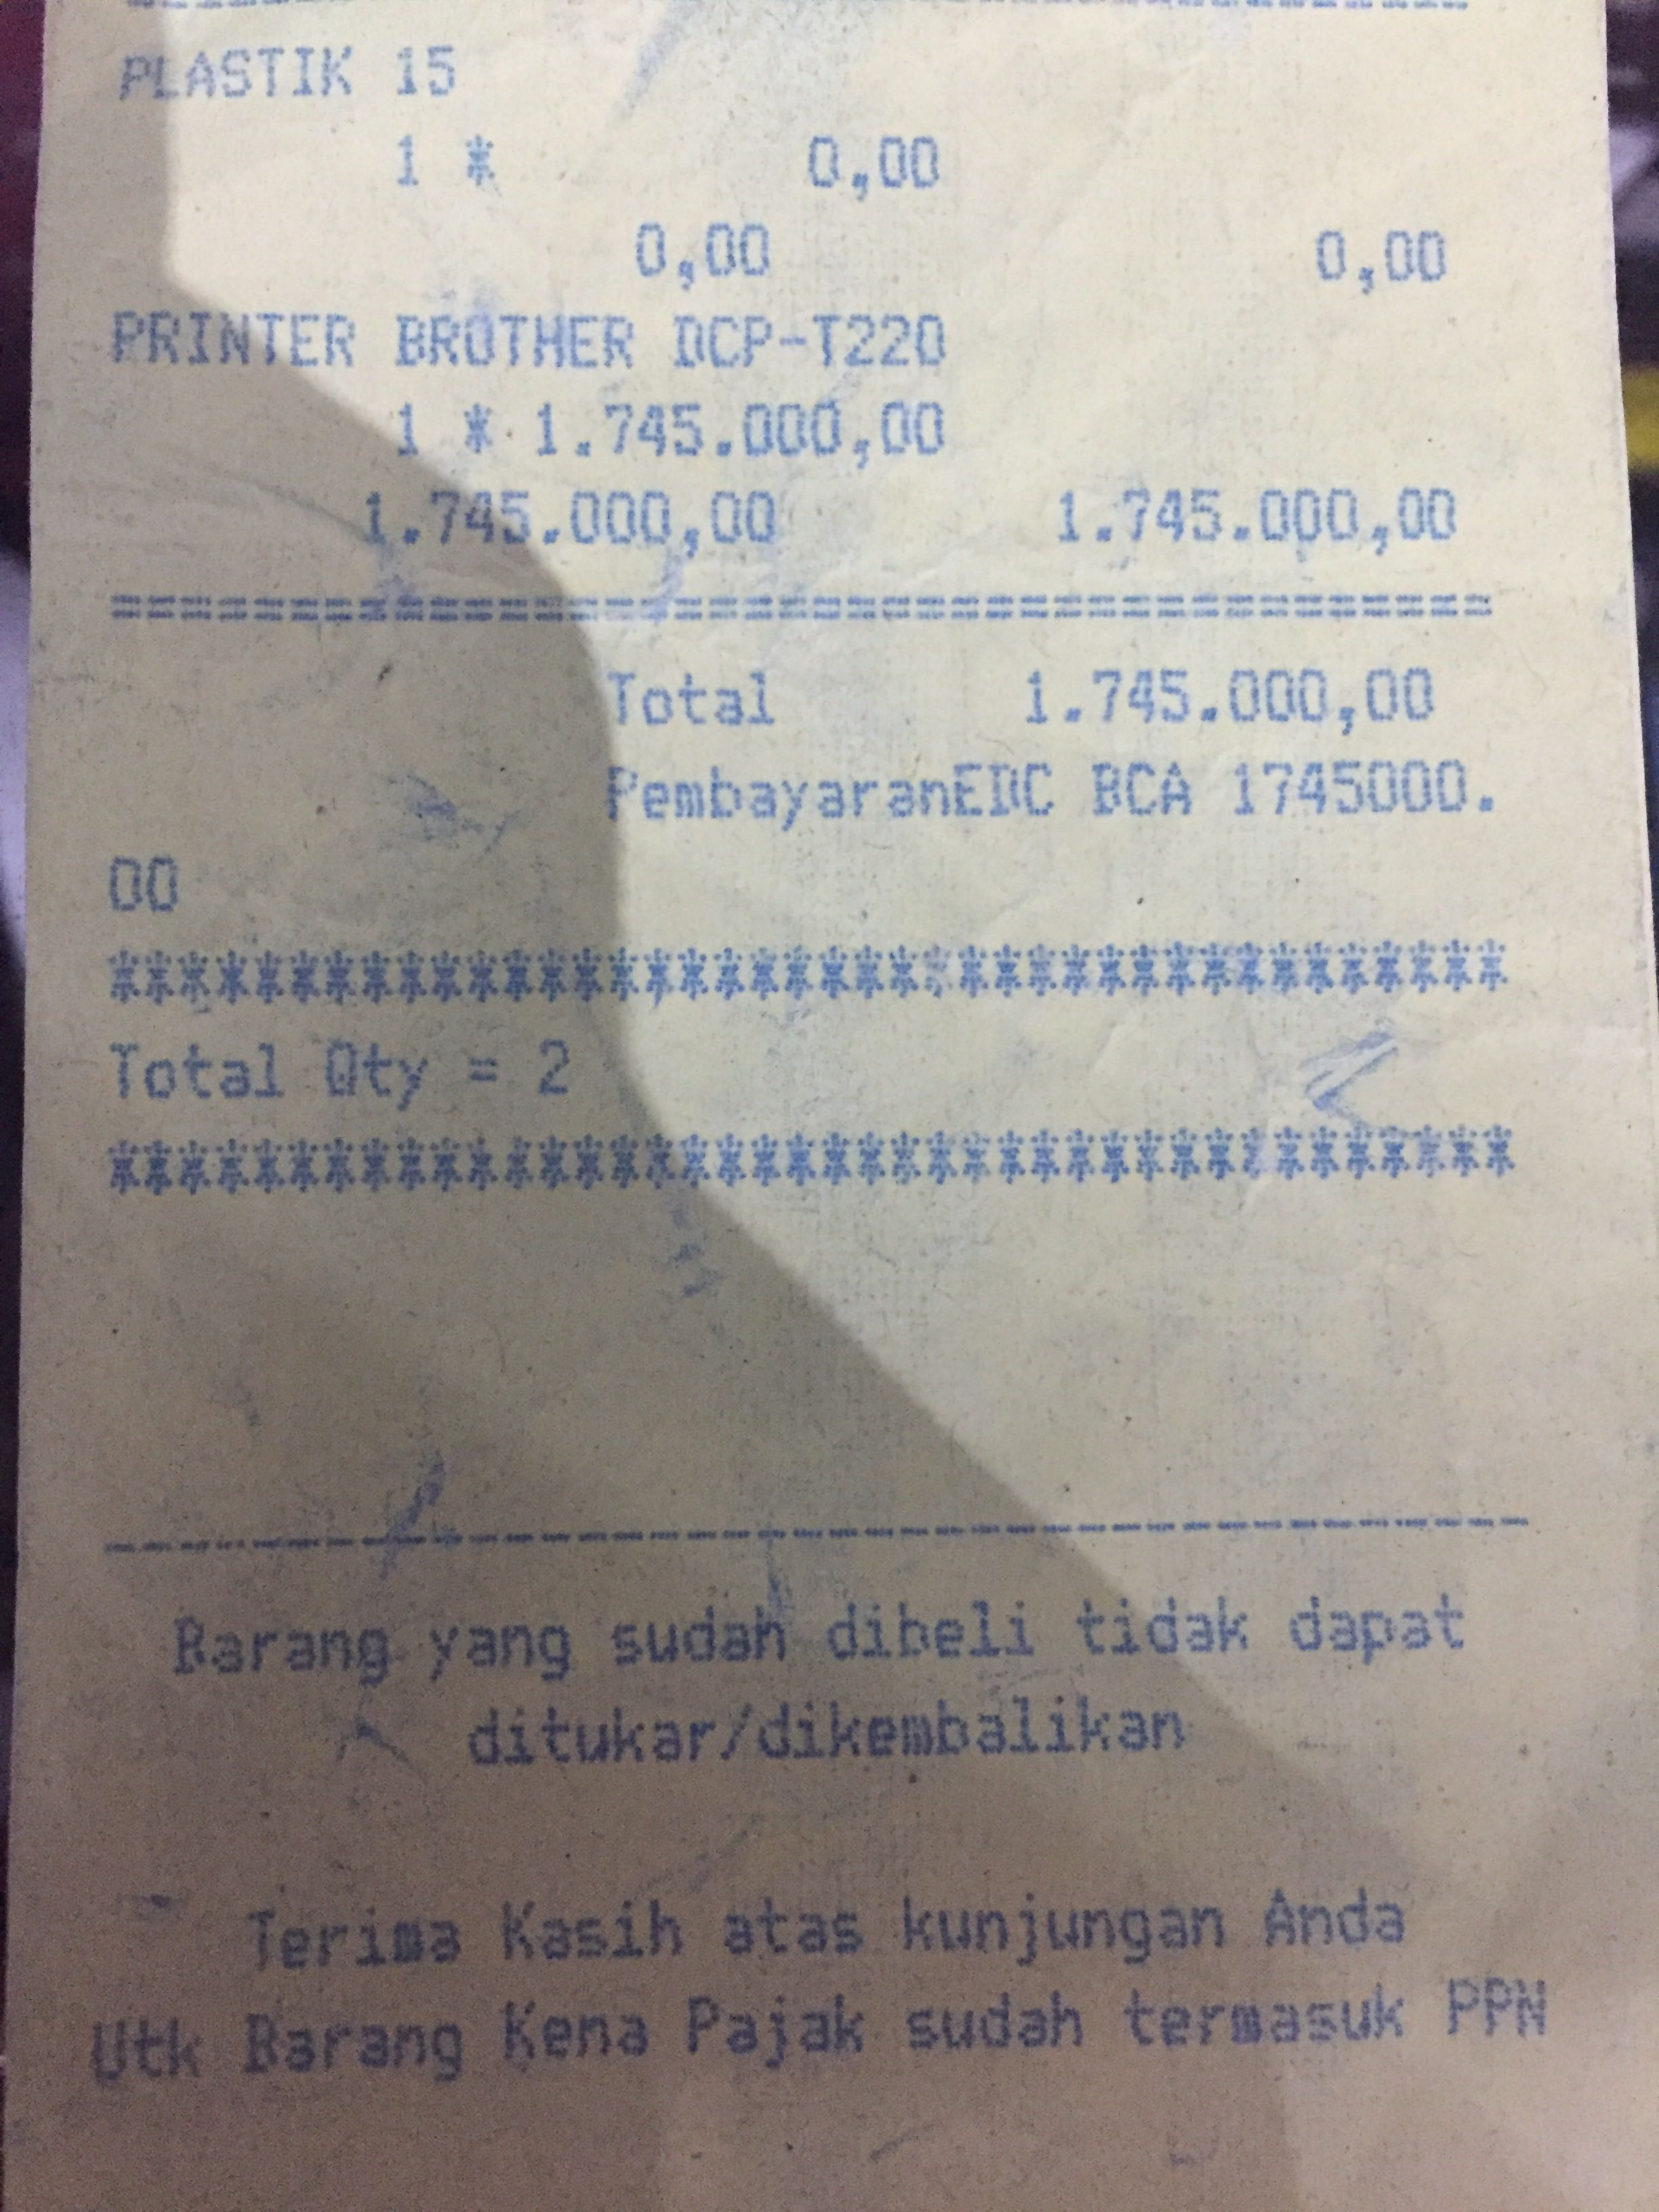 PLASTIK 15
1 * 0,00
0,00 0,00
PRINTER BROTHER DCP-T220
1 * 1.745.000,00
1.745.000,00 1.745.000,00
=======================================
Total 1.745.000,00
PembayaranEDC BCA 1745000.
00
****************************************
Total Qty = 2
****************************************
----------------------------------------
Barang yang sudah dibeli tidak dapat
ditukar/dikembalikan
Terima Kasih atas kunjungan Anda
Utk Barang Kena Pajak sudah termasuk PPN